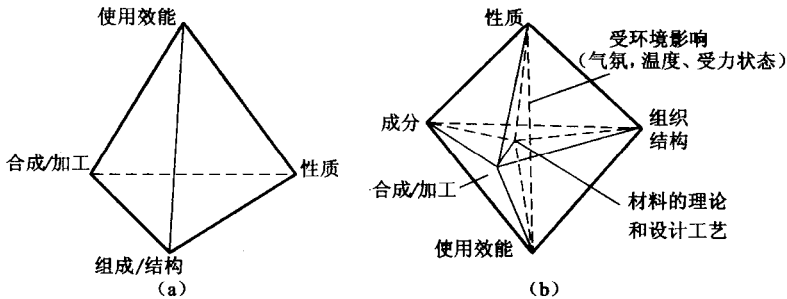 使用效能
合成/加工
性质
组成/结构
(a)
性质
受环境影响
(气氛,温度、受力状态)
成分
组织
结构
合成/加工
材料的理论
和设计工艺
使用效能
(b)